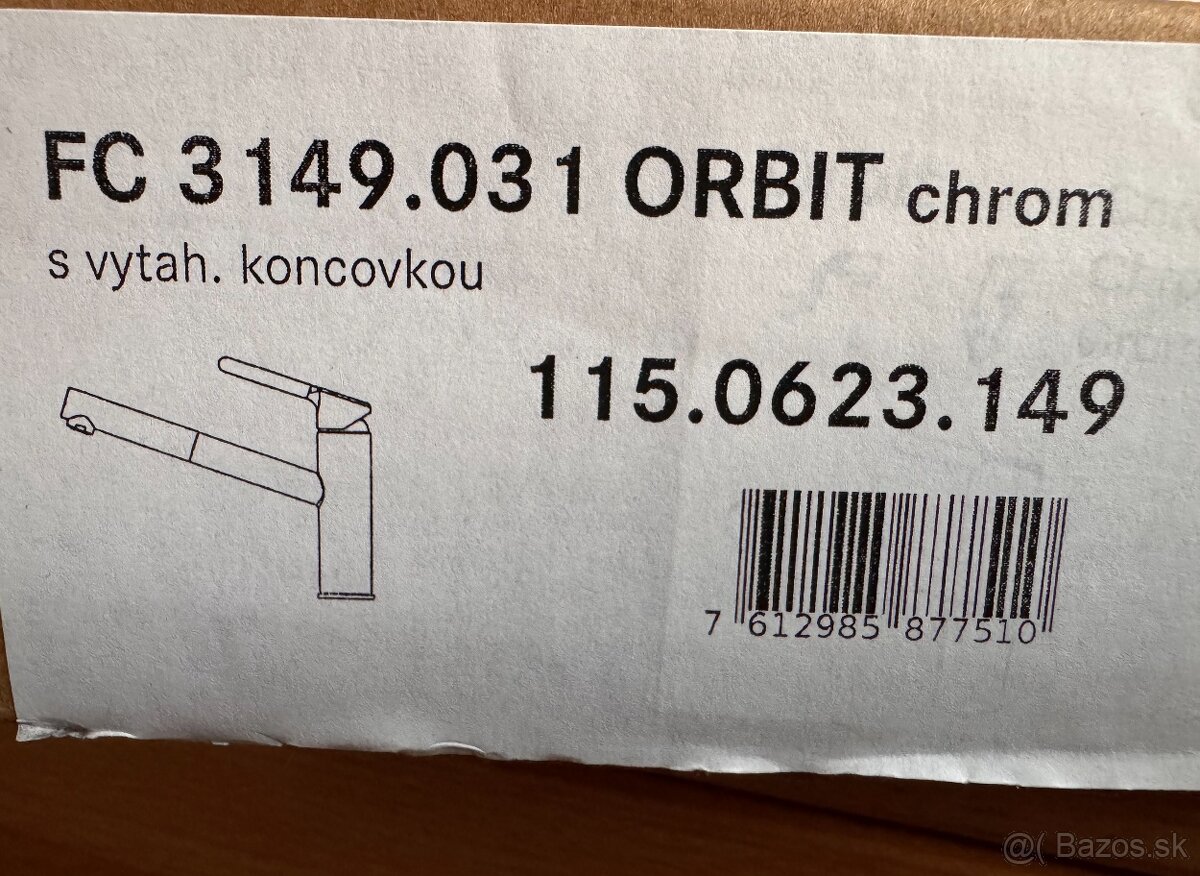 FC 3149.031 ORBIT chrom
s vytah. koncovkou
115.0623.149
7 612985 877510
@( Bazos.sk